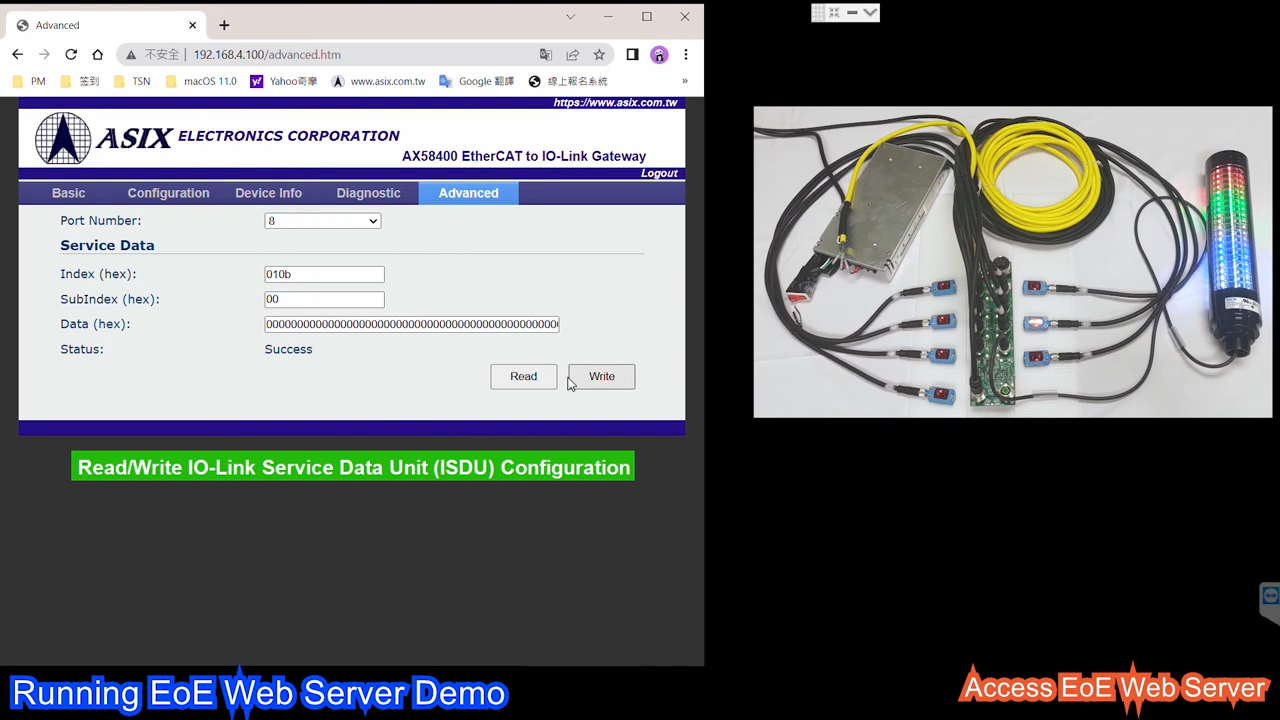 Advanced
不安全
192.168.4.100/advanced.htm
PM
签到
TSN
macOS 11.0
Yahoo奇摩
www.asix.com.tw
Google 翻譯
線上報名系統
»
https://www.asix.com.tw
ASIX ELECTRONICS CORPORATION
AX58400 EtherCAT to IO-Link Gateway
Logout
Basic
Configuration
Device Info
Diagnostic
Advanced
Port Number:
8
Service Data
Index (hex):
010b
SubIndex (hex):
00
Data (hex):
Status:
Success
Read
Write
Read/Write IO-Link Service Data Unit (ISDU) Configuration
Running EoE Web Server Demo
Access EoE Web Server